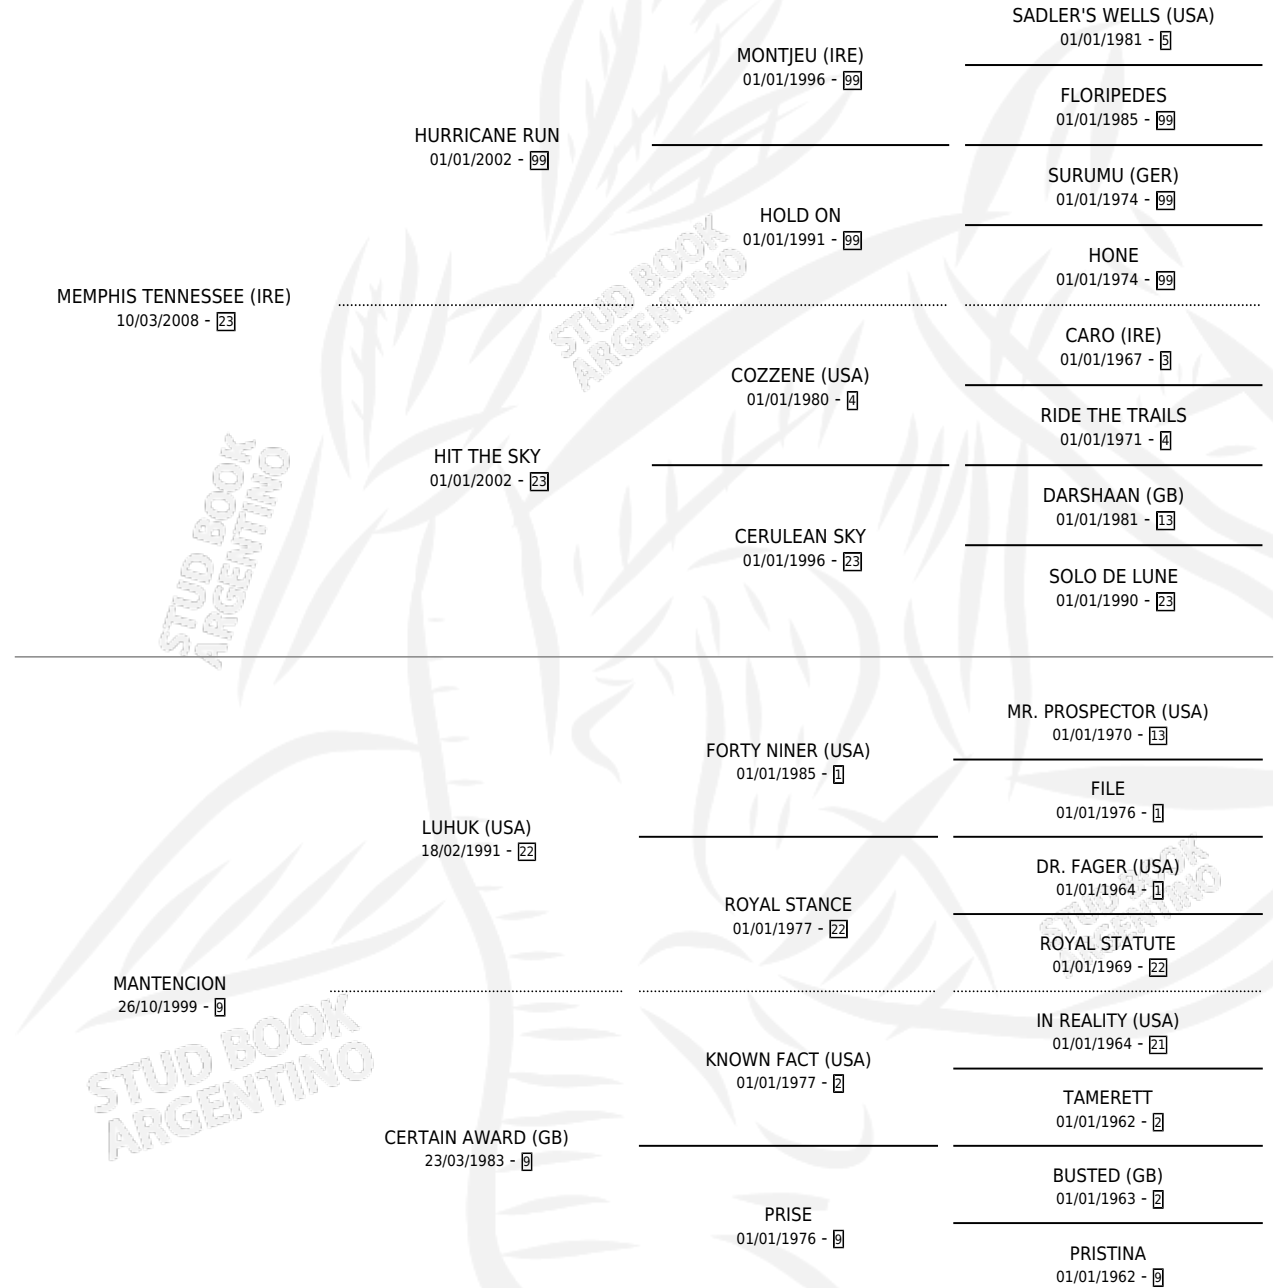 SADLER'S WELLS (USA)
01/01/1981 - 5
MONTJEU (IRE)
01/01/1996 - 99
FLORIPEDES
01/01/1985 - 99
HURRICANE RUN
01/01/2002 - 99
SURUMU (GER)
01/01/1974 - 99
HOLD ON
01/01/1991 - 99
HONE
01/01/1974 - 99
MEMPHIS TENNESSEE (IRE)
10/03/2008 - 23
CARO (IRE)
01/01/1967 - 3
COZZENE (USA)
01/01/1980 - 4
RIDE THE TRAILS
01/01/1971 - 4
HIT THE SKY
01/01/2002 - 23
DARSHAAN (GB)
01/01/1981 - 13
CERULEAN SKY
01/01/1996 - 23
SOLO DE LUNE
01/01/1990 - 23
STUD BOOK
ARGENTINO
STUD BOOK
ARGENTINO
MR. PROSPECTOR (USA)
01/01/1970 - 13
FORTY NINER (USA)
01/01/1985 - 1
FILE
01/01/1976 - 1
LUHUK (USA)
18/02/1991 - 22
DR. FAGER (USA)
01/01/1964 - 1
ROYAL STANCE
01/01/1977 - 22
ROYAL STATUTE
01/01/1969 - 22
MANTENCION
26/10/1999 - 9
IN REALITY (USA)
01/01/1964 - 21
KNOWN FACT (USA)
01/01/1977 - 2
TAMERETT
01/01/1962 - 2
CERTAIN AWARD (GB)
23/03/1983 - 9
BUSTED (GB)
01/01/1963 - 2
PRISE
01/01/1976 - 9
PRISTINA
01/01/1962 - 9
STUD BOOK
ARGENTINO
STUD BOOK
ARGENTINO